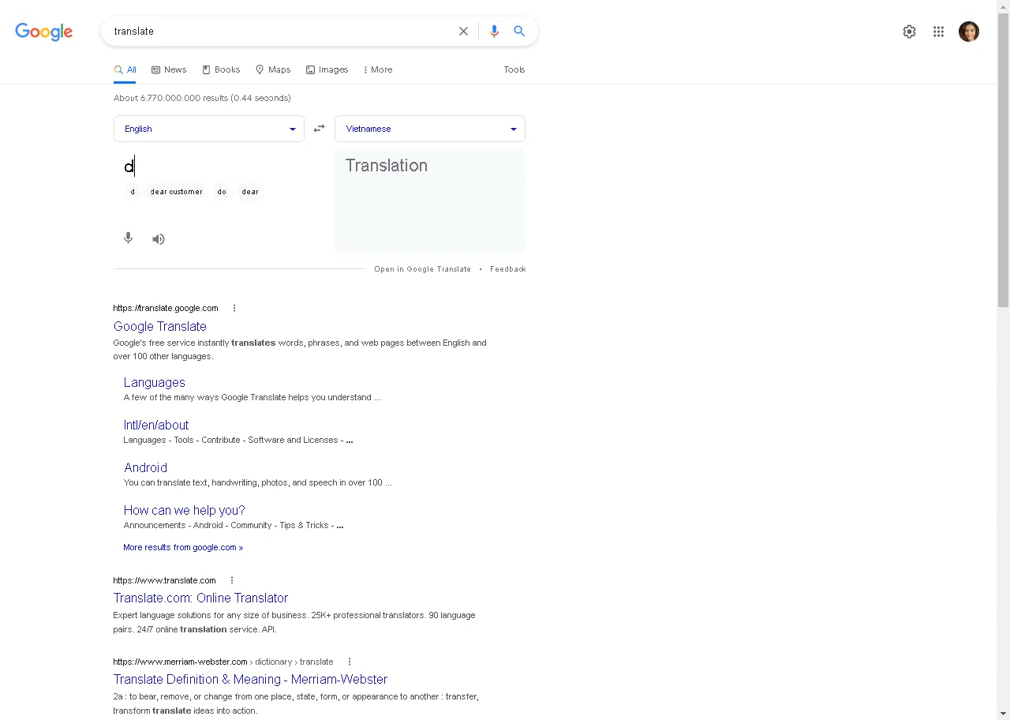 Google
translate
All News Books Maps Images More Tools
About 6.770.000.000 results (0.44 seconds)
English Vietnamese
d Translation
d dear customer do dear
Open in Google Translate • Feedback
https://translate.google.com
Google Translate
Google's free service instantly translates words, phrases, and web pages between English and
over 100 other languages.
Languages
A few of the many ways Google Translate helps you understand ...
Intl/en/about
Languages - Tools - Contribute - Software and Licenses - ...
Android
You can translate text, handwriting, photos, and speech in over 100 ...
How can we help you?
Announcements - Android - Community - Tips & Tricks - ...
More results from google.com »
https://www.translate.com
Translate.com: Online Translator
Expert language solutions for any size of business. 25K+ professional translators. 90 language
pairs. 24/7 online translation service. API.
https://www.merriam-webster.com › dictionary › translate
Translate Definition & Meaning - Merriam-Webster
2a : to bear, remove, or change from one place, state, form, or appearance to another : transfer,
transform translate ideas into action.